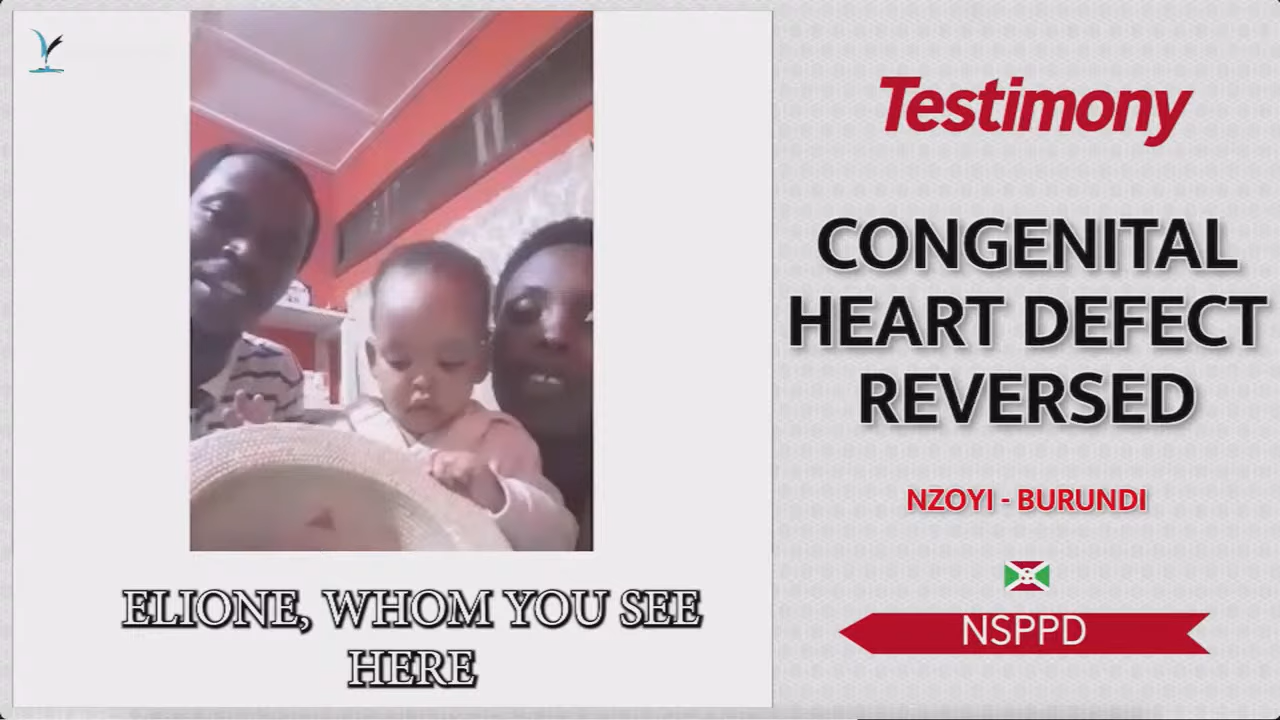 Testimony
CONGENITAL
HEART DEFECT
REVERSED
NZOYI - BURUNDI
NSPPD
ELIONE, WHOM YOU SEE
HERE